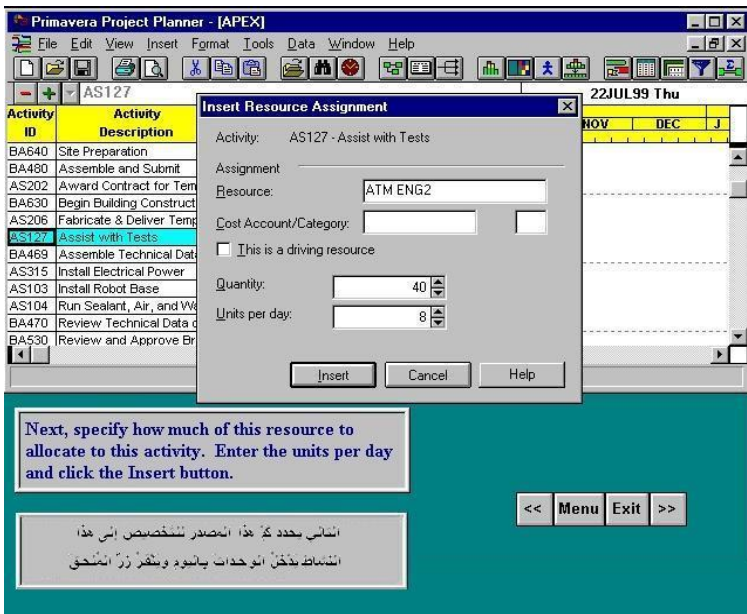 Primavera Project Planner - [APEX]
File Edit View Insert Format Tools Data Window Help
AS127
22JUL99 Thu
Activity ID Activity Description
NOV DEC J
BA640 Site Preparation
BA480 Assemble and Submit
AS202 Award Contract for Tem
BA630 Begin Building Construct
AS206 Fabricate & Deliver Temp
AS127 Assist with Tests
BA469 Assemble Technical Dat
AS315 Install Electrical Power
AS103 Install Robot Base
AS104 Run Sealant, Air, and We
BA470 Review Technical Data o
BA530 Review and Approve Br
Insert Resource Assignment
Activity: AS127 - Assist with Tests
Assignment
Resource: ATM ENG2
Cost Account/Category:
This is a driving resource
Quantity: 40
Units per day: 8
Insert Cancel Help
Next, specify how much of this resource to
allocate to this activity. Enter the units per day
and click the Insert button.
<< Menu Exit >>
التالي يحدد كمّ هذا المصدر للتخصيص إلى هذا
النشاط يدخل الوحدات باليوم وينقر زرّ الملحق